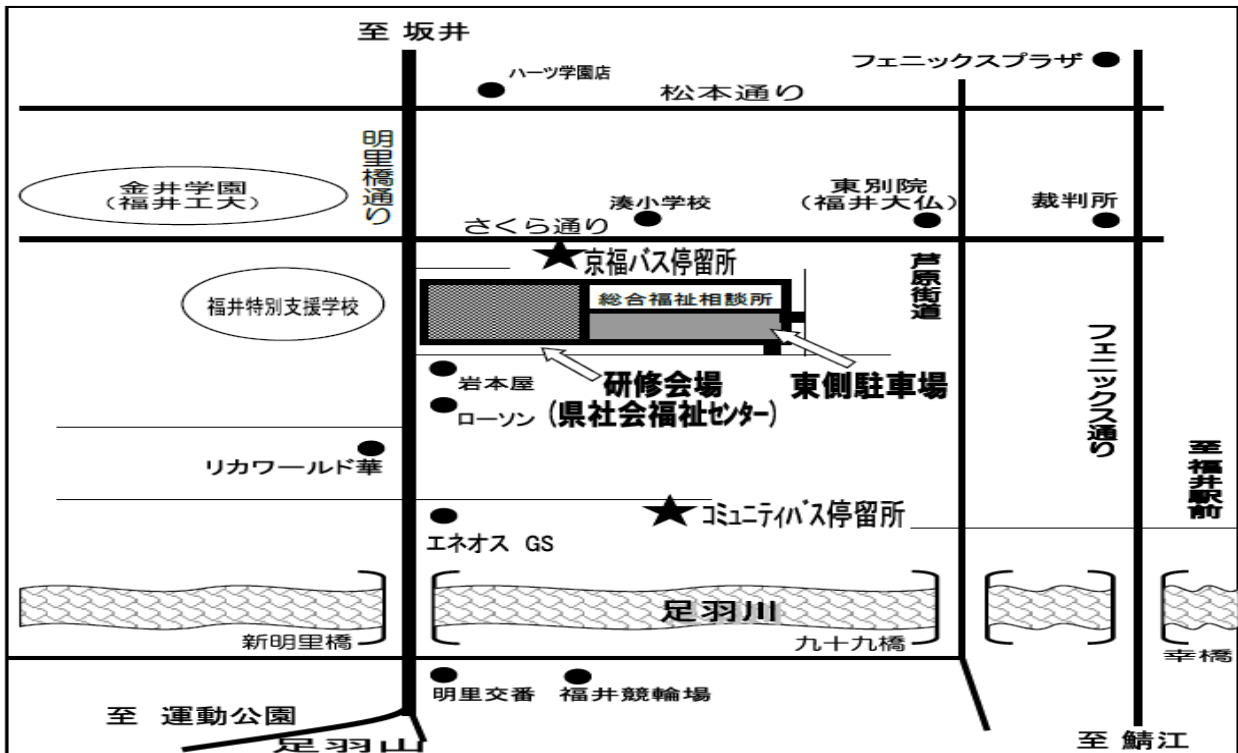 至 坂井
フェニックスプラザ
ハーツ学園店
松本通り
明里橋通り
金井学園
(福井工大)
東別院
(福井大仏)
裁判所
湊小学校
さくら通り
京福バス停留所
芦原街道
福井特別支援学校
総合福祉相談所
フェニックス通り
岩本屋
研修会場
東側駐車場
ローソン
(県社会福祉センター)
リカワールド華
至 福井駅前
コミュニティバス停留所
エネオス GS
足羽川
新明里橋
九十九橋
幸橋
明里交番
福井競輪場
至 運動公園
足羽山
至 鯖江